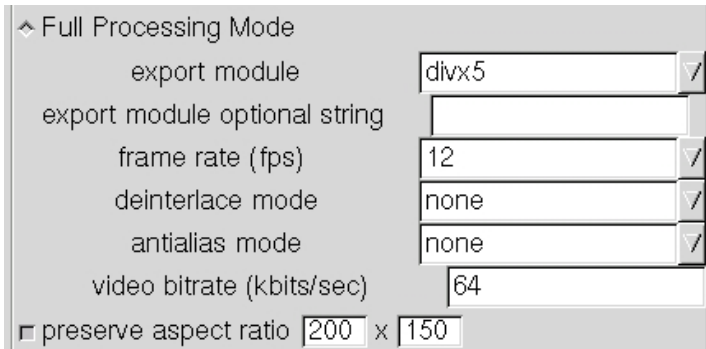 Full Processing Mode
export module divx5
export module optional string
frame rate (fps) 12
deinterlace mode none
antialias mode none
video bitrate (kbits/sec) 64
preserve aspect ratio 200 x 150